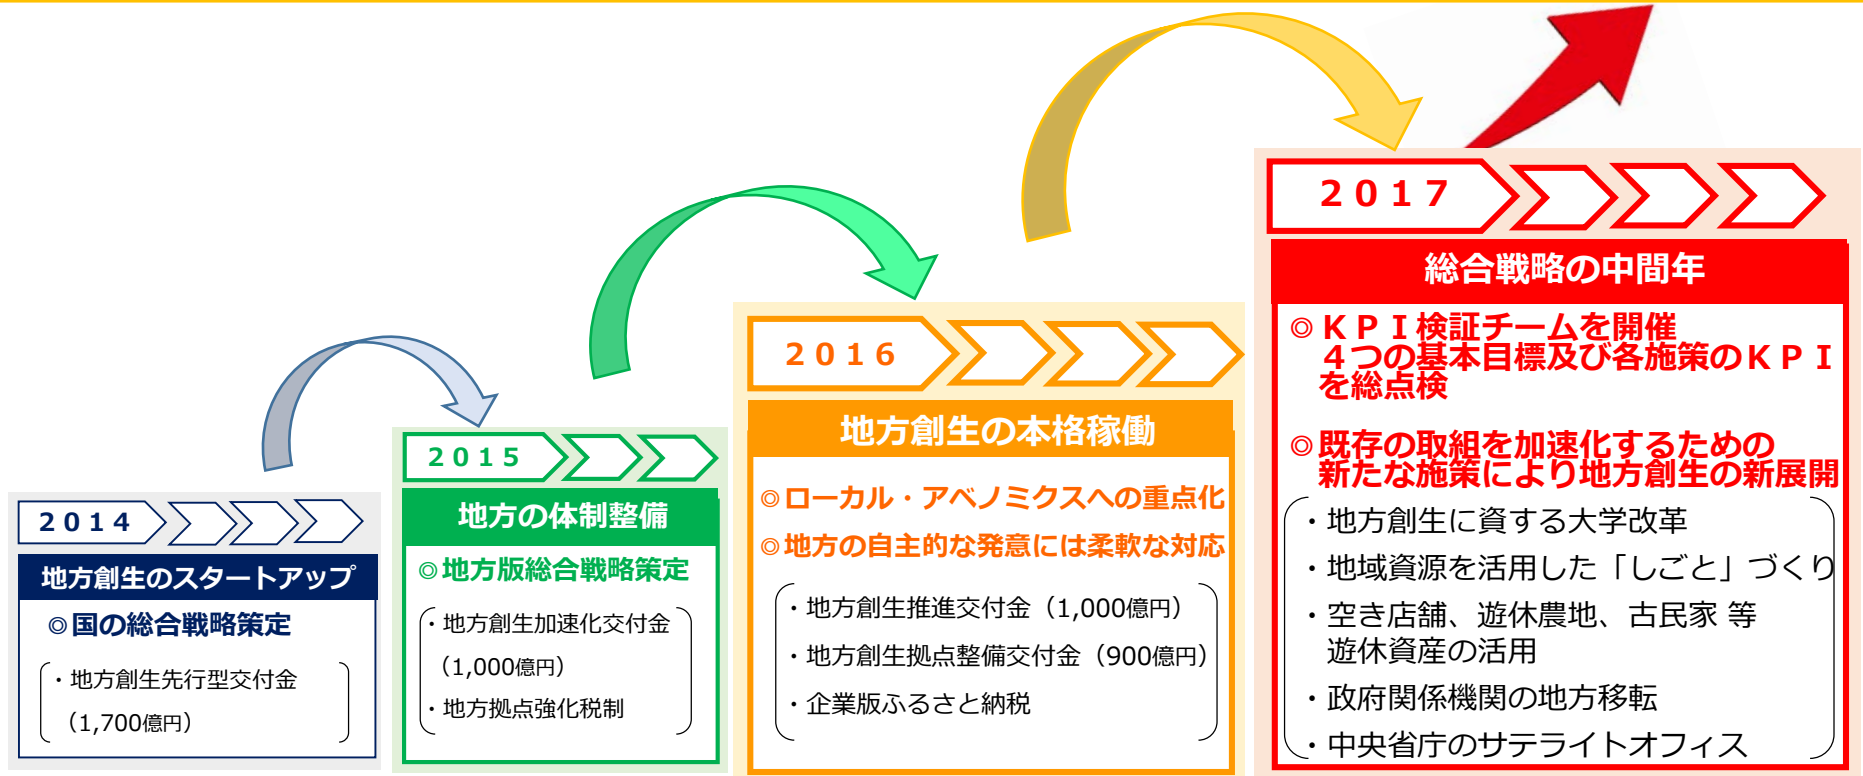 ２０１４
地方創生のスタートアップ
◎国の総合戦略策定
・地方創生先行型交付金
（1,700億円）
２０１５
地方の体制整備
◎地方版総合戦略策定
・地方創生加速化交付金
（1,000億円）
・地方拠点強化税制
２０１６
地方創生の本格稼働
◎ローカル・アベノミクスへの重点化
◎地方の自主的な発意には柔軟な対応
・地方創生推進交付金（1,000億円）
・地方創生拠点整備交付金（900億円）
・企業版ふるさと納税
２０１７
総合戦略の中間年
◎ＫＰＩ検証チームを開催
４つの基本目標及び各施策のＫＰＩ
を総点検
◎既存の取組を加速化するための
新たな施策により地方創生の新展開
・地方創生に資する大学改革
・地域資源を活用した「しごと」づくり
・空き店舗、遊休農地、古民家 等
遊休資産の活用
・政府関係機関の地方移転
・中央省庁のサテライトオフィス